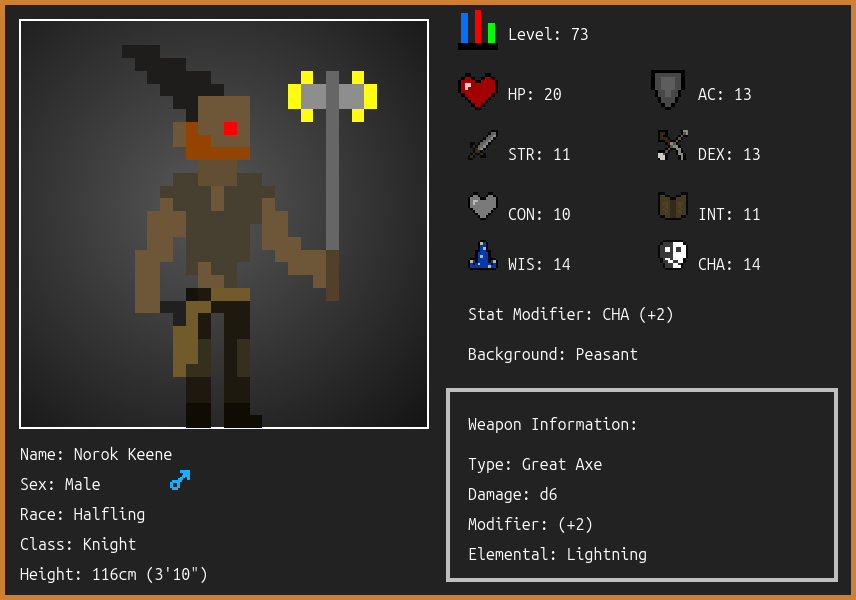 Level: 73
HP: 20
AC: 13
STR: 11
DEX: 13
CON: 10
INT: 11
WIS: 14
CHA: 14
Stat Modifier: CHA (+2)
Background: Peasant
Weapon Information:
Type: Great Axe
Damage: d6
Modifier: (+2)
Elemental: Lightning
Name: Norok Keene
Sex: Male
Race: Halfling
Class: Knight
Height: 116cm (3'10")